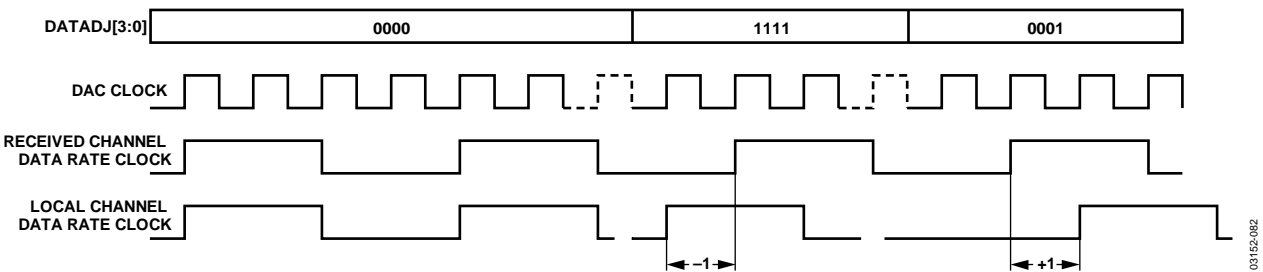 DATADJ[3:0] 0000 1111 0001
DAC CLOCK
RECEIVED CHANNEL
DATA RATE CLOCK
LOCAL CHANNEL
DATA RATE CLOCK
–1 +1
03152-082